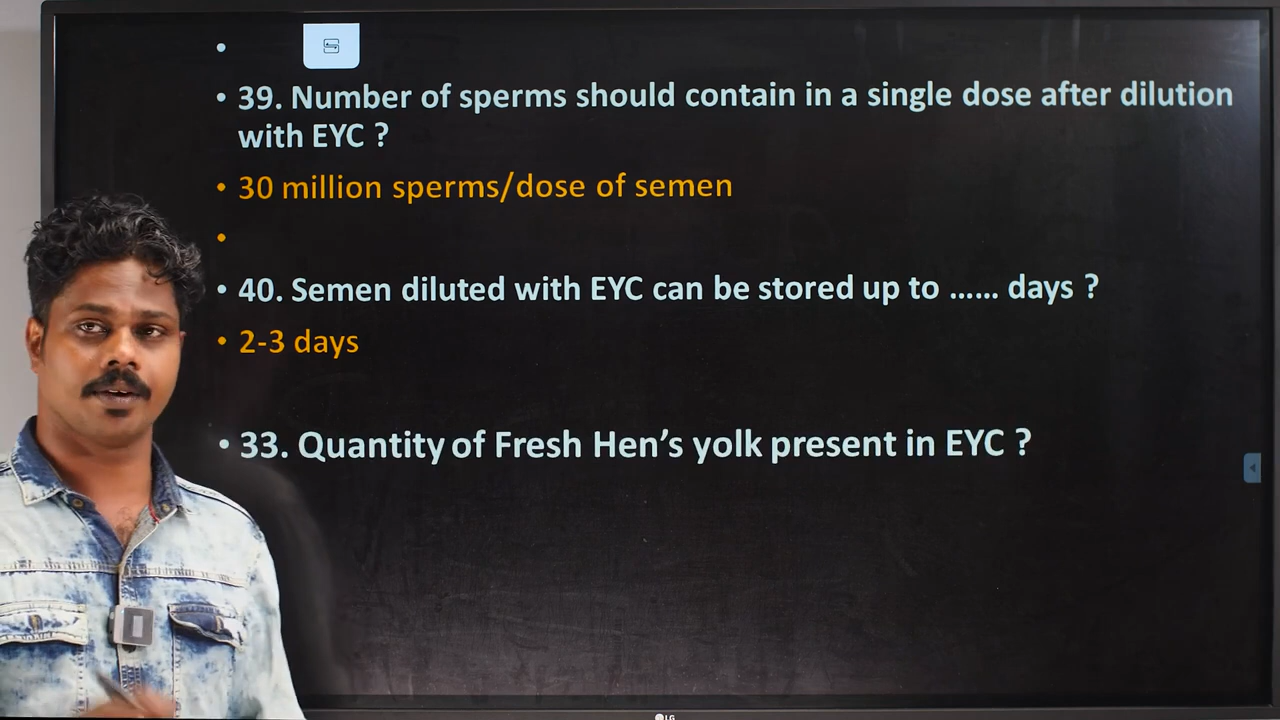 • 39. Number of sperms should contain in a single dose after dilution
with EYC ?
• 30 million sperms/dose of semen
• 40. Semen diluted with EYC can be stored up to ...... days ?
• 2-3 days
• 33. Quantity of Fresh Hen's yolk present in EYC ?
LG